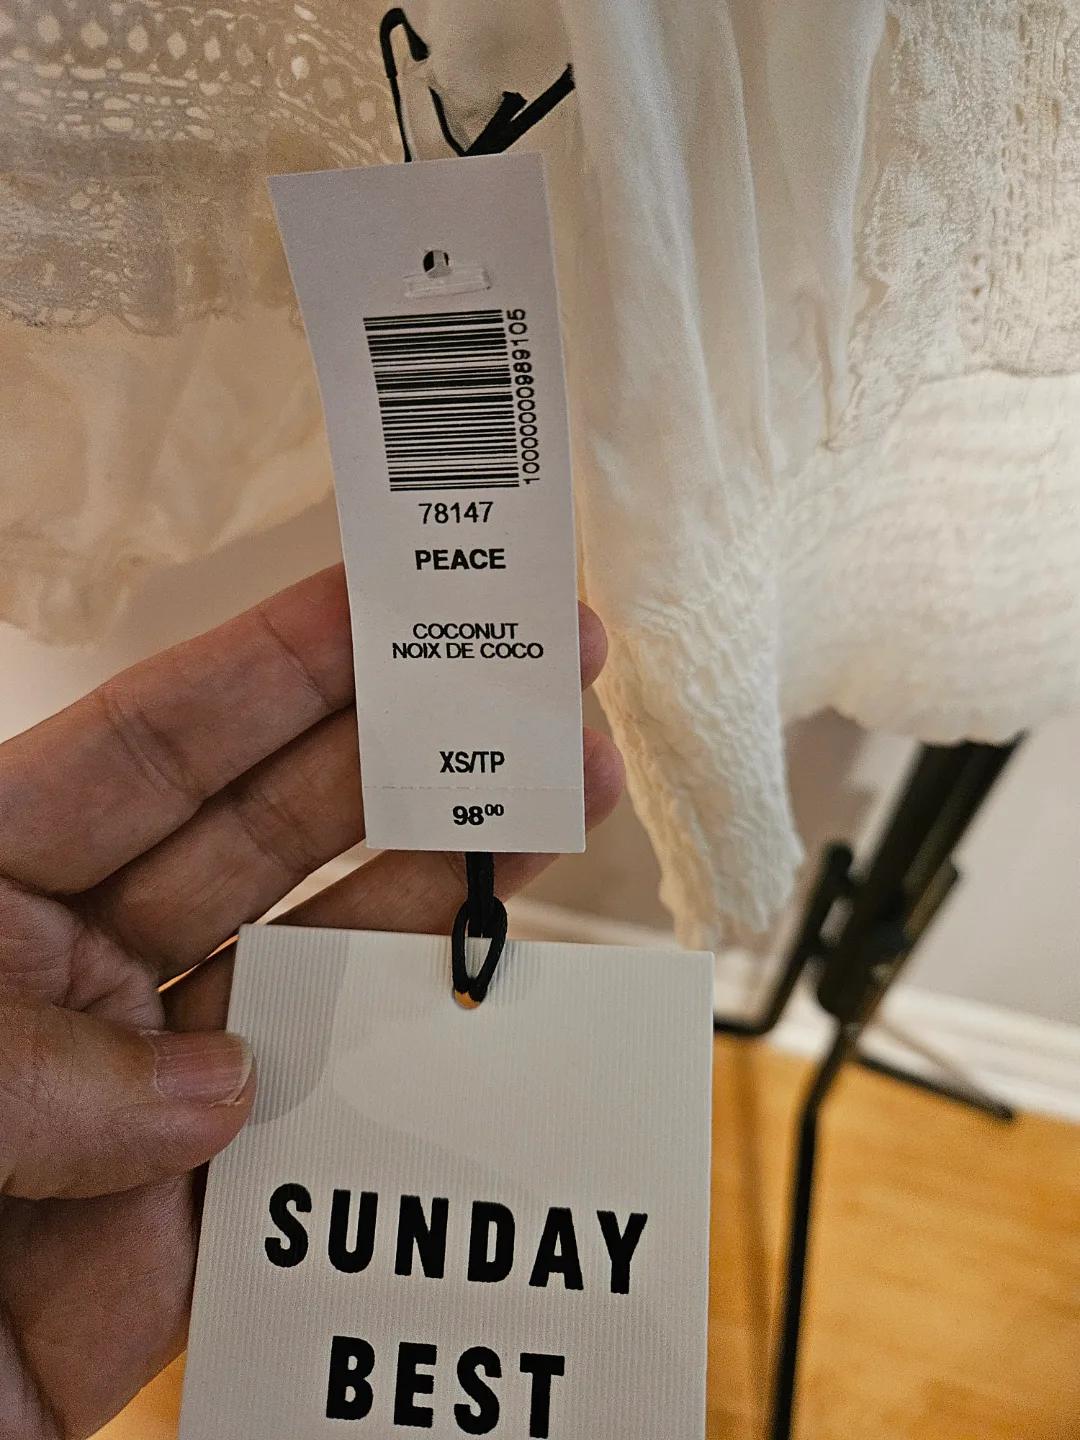 1000000989105
78147
PEACE
COCONUT
NOIX DE COCO
XS/TP
98⁰⁰
SUNDAY
BEST